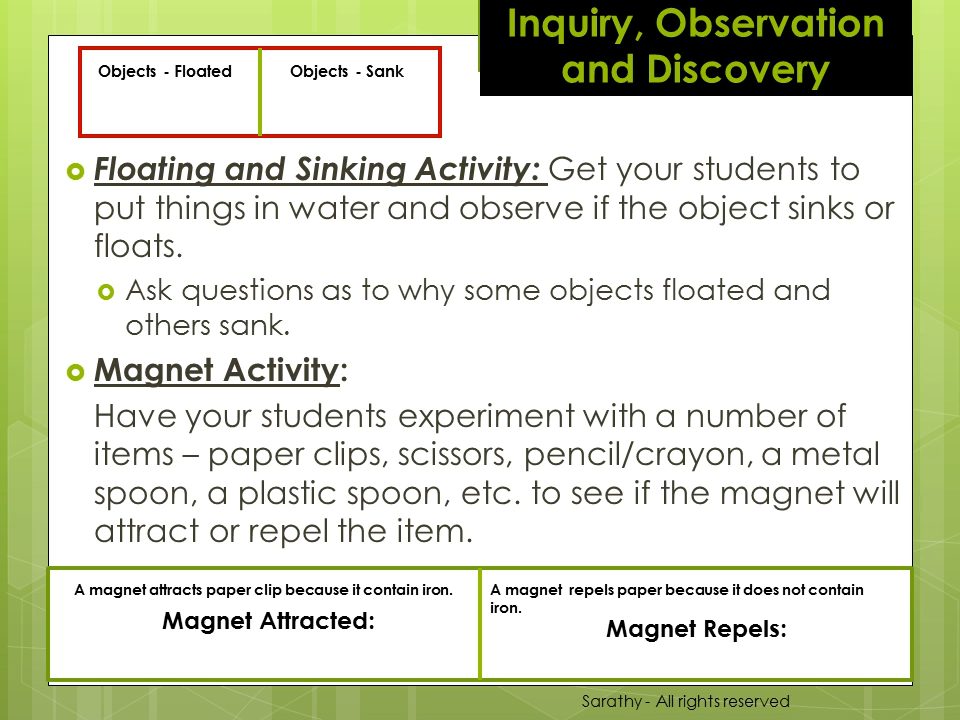 Inquiry, Observation
and Discovery
Objects - Floated
Objects - Sank
Floating and Sinking Activity: Get your students to
put things in water and observe if the object sinks or
floats.
Ask questions as to why some objects floated and
others sank.
Magnet Activity:
Have your students experiment with a number of
items – paper clips, scissors, pencil/crayon, a metal
spoon, a plastic spoon, etc. to see if the magnet will
attract or repel the item.
A magnet attracts paper clip because it contain iron.
Magnet Attracted:
A magnet repels paper because it does not contain
iron.
Magnet Repels:
Sarathy - All rights reserved